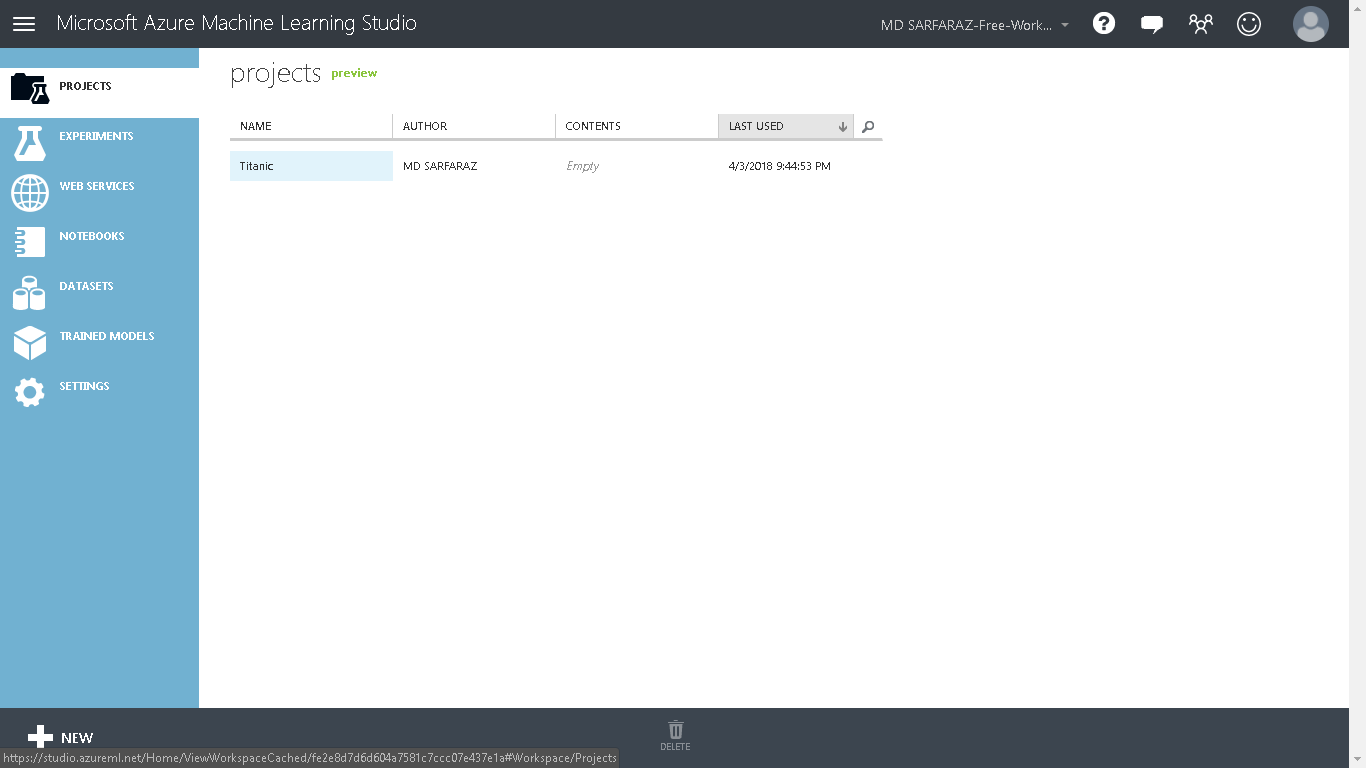 Microsoft Azure Machine Learning Studio
MD SARFARAZ-Free-Work...
?
PROJECTS
EXPERIMENTS
WEB SERVICES
NOTEBOOKS
DATASETS
TRAINED MODELS
SETTINGS
projects preview
NAME AUTHOR CONTENTS LAST USED
Titanic MD SARFARAZ Empty 4/3/2018 9:44:53 PM
NEW
DELETE
https://studio.azureml.net/Home/ViewWorkspaceCached/fe2e8d7d6d604a7581c7ccc07e437e1a#Workspace/Projects